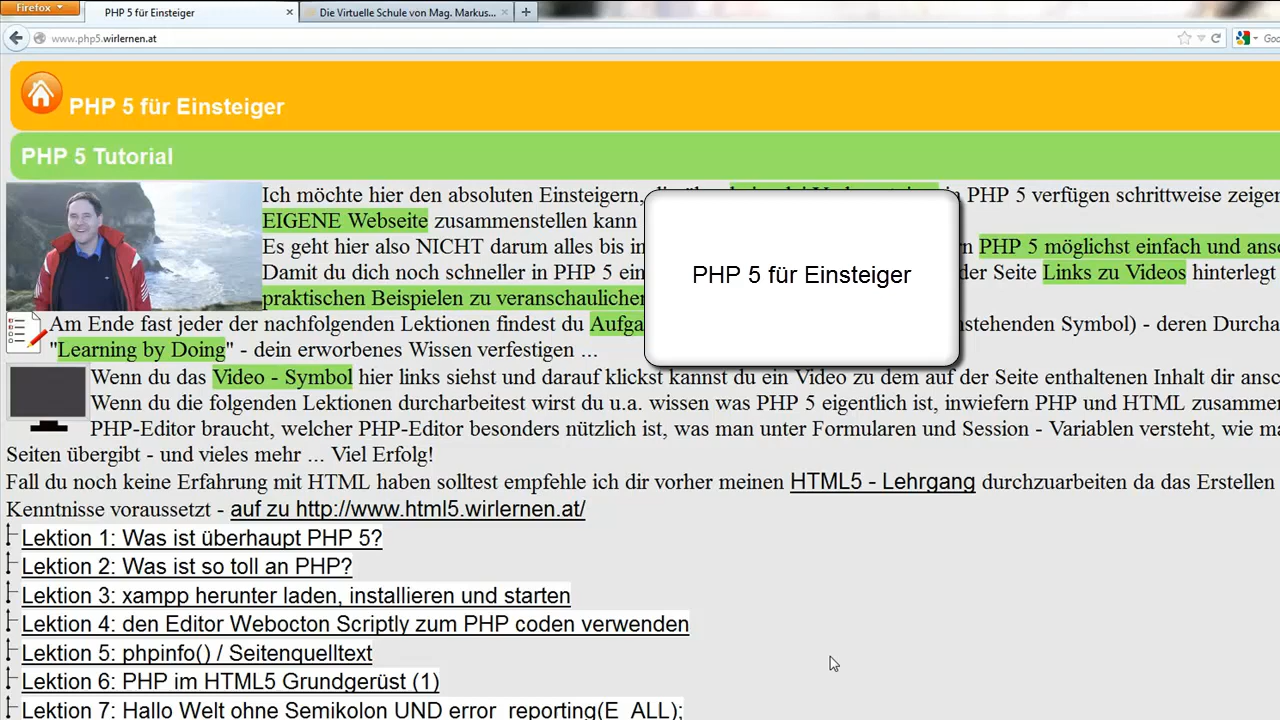 Firefox
PHP 5 für Einsteiger
Die Virtuelle Schule von Mag. Markus...
www.php5.wirlernen.at
PHP 5 für Einsteiger
PHP 5 Tutorial
Ich möchte hier den absoluten Einsteigern, in PHP 5 verfügen schrittweise zeigen
EIGENE Webseite zusammenstellen kann
Es geht hier also NICHT darum alles bis in PHP 5 möglichst einfach und
Damit du dich noch schneller in PHP 5 der Seite Links zu Videos hinterlegt
praktischen Beispielen zu veranschaulichen
PHP 5 für Einsteiger
Am Ende fast jeder der nachfolgenden Lektionen findest du Symbol) - deren
"Learning by Doing" - dein erworbenes Wissen verfestigen ...
Wenn du das Video - Symbol hier links siehst und darauf klickst kannst du ein Video zu dem auf der Seite enthaltenen Inhalt dir
Wenn du die folgenden Lektionen durcharbeitest wirst du u.a. wissen was PHP 5 eigentlich ist, inwiefern PHP und HTML
PHP-Editor braucht, welcher PHP-Editor besonders nützlich ist, was man unter Formularen und Session - Variablen versteht, wie
Seiten übergibt - und vieles mehr ... Viel Erfolg!
Fall du noch keine Erfahrung mit HTML haben solltest empfehle ich dir vorher meinen HTML5 - Lehrgang durchzuarbeiten da das Erstellen
Kenntnisse voraussetzt - auf zu http://www.html5.wirlernen.at/
Lektion 1: Was ist überhaupt PHP 5?
Lektion 2: Was ist so toll an PHP?
Lektion 3: xampp herunter laden, installieren und starten
Lektion 4: den Editor Webocton Scriptly zum PHP coden verwenden
Lektion 5: phpinfo() / Seitenquelltext
Lektion 6: PHP im HTML5 Grundgerüst (1)
Lektion 7: Hallo Welt ohne Semikolon UND error_reporting(E_ALL);